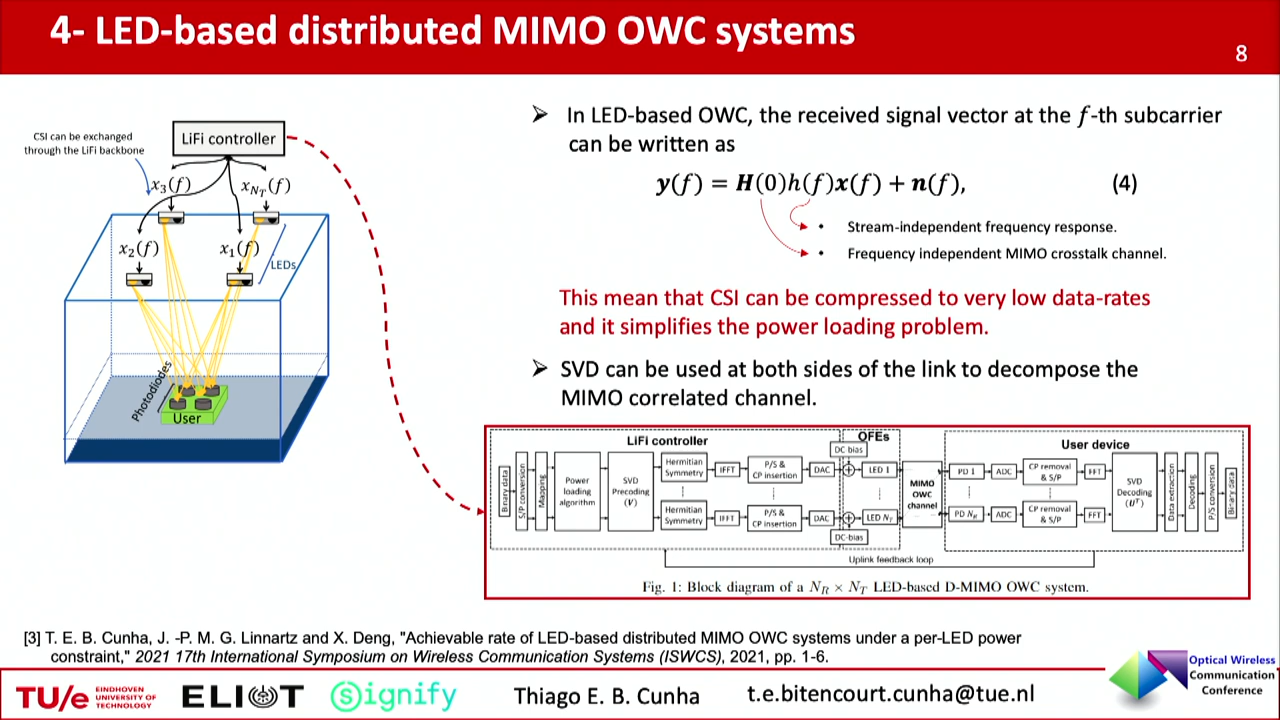 4- LED-based distributed MIMO OWC systems
8
CSI can be exchanged
through the LiFi backbone
LiFi controller
x₃(f)
x_{N_T}(f)
x₂(f)
x₁(f)
LEDs
Photodiodes
User
➢ In LED-based OWC, the received signal vector at the f-th subcarrier
can be written as
y(f) = H(0)h(f)x(f) + n(f), (4)
• Stream-independent frequency response.
• Frequency independent MIMO crosstalk channel.
This mean that CSI can be compressed to very low data-rates
and it simplifies the power loading problem.
➢ SVD can be used at both sides of the link to decompose the
MIMO correlated channel.
LiFi controller
OFEs
User device
Binary data
S/P conversion
Mapping
Power
loading
algorithm
SVD
Precoding
(V)
Hermitian
Symmetry
IFFT
P/S &
CP insertion
DAC
DC bias
LED 1
Hermitian
Symmetry
IFFT
P/S &
CP insertion
DAC
DC-bias
LED N_T
MIMO
OWC
channel
PD 1
ADC
CP removal
& S/P
FFT
PD N_R
ADC
CP removal
& S/P
FFT
SVD
Decoding
(Uᵀ)
Data extraction
Decoding
P/S conversion
Binary data
Uplink feedback loop
Fig. 1: Block diagram of a N_R × N_T LED-based D-MIMO OWC system.
[3] T. E. B. Cunha, J. -P. M. G. Linnartz and X. Deng, "Achievable rate of LED-based distributed MIMO OWC systems under a per-LED power
constraint," 2021 17th International Symposium on Wireless Communication Systems (ISWCS), 2021, pp. 1-6.
TU/e EINDHOVEN
UNIVERSITY OF
TECHNOLOGY
ELIOT
Signify
Thiago E. B. Cunha
t.e.bitencourt.cunha@tue.nl
Optical Wireless
Communication
Conference